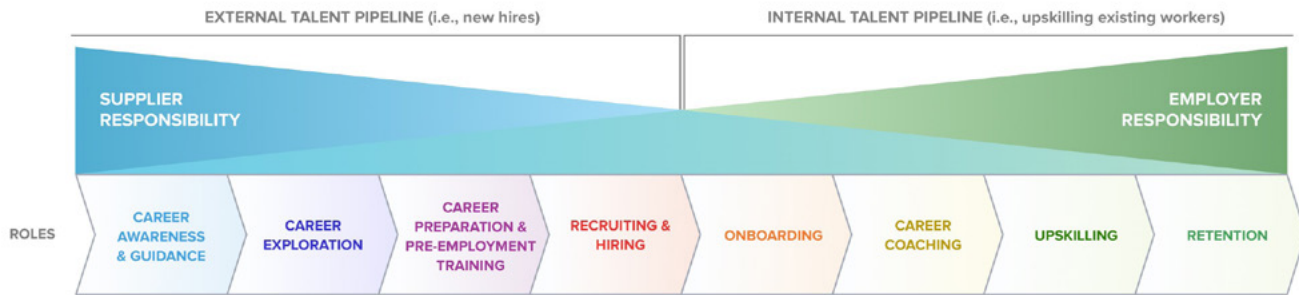 EXTERNAL TALENT PIPELINE (i.e., new hires)
INTERNAL TALENT PIPELINE (i.e., upskilling existing workers)
SUPPLIER
RESPONSIBILITY
EMPLOYER
RESPONSIBILITY
ROLES
CAREER
AWARENESS
& GUIDANCE
CAREER
EXPLORATION
CAREER
PREPARATION &
PRE-EMPLOYMENT
TRAINING
RECRUITING &
HIRING
ONBOARDING
CAREER
COACHING
UPSKILLING
RETENTION